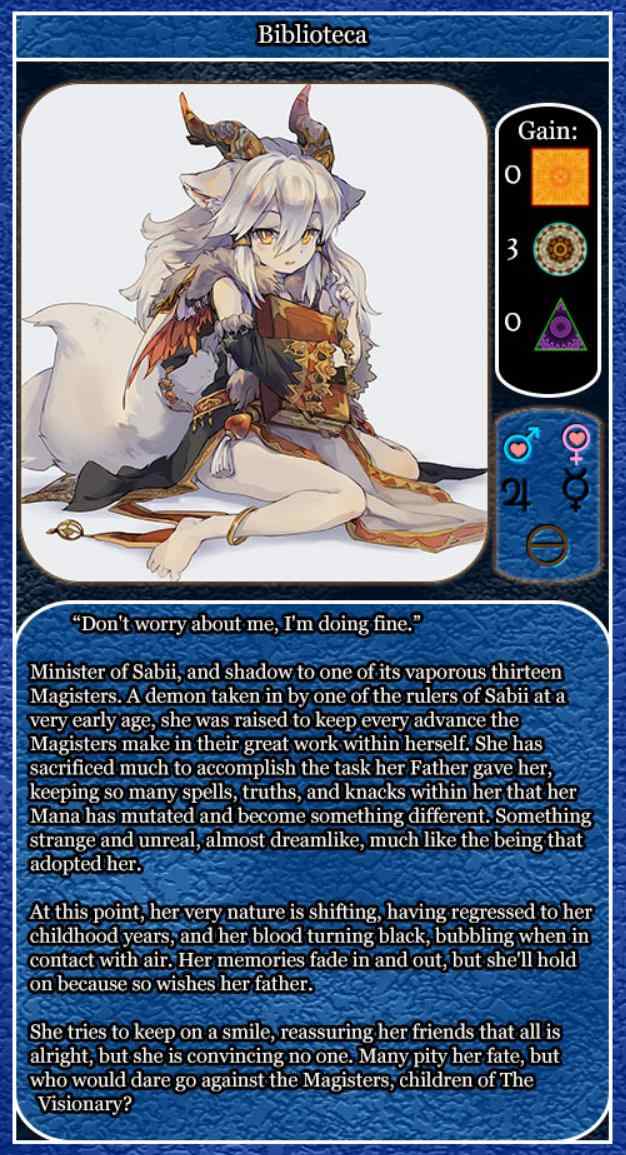 Biblioteca
Gain:
0
3
0
“Don't worry about me, I'm doing fine.”
Minister of Sabii, and shadow to one of its vaporous thirteen
Magisters. A demon taken in by one of the rulers of Sabii at a
very early age, she was raised to keep every advance the
Magisters make in their great work within herself. She has
sacrificed much to accomplish the task her Father gave her,
keeping so many spells, truths, and knacks within her that her
Mana has mutated and become something different. Something
strange and unreal, almost dreamlike, much like the being that
adopted her.
At this point, her very nature is shifting, having regressed to her
childhood years, and her blood turning black, bubbling when in
contact with air. Her memories fade in and out, but she'll hold
on because so wishes her father.
She tries to keep on a smile, reassuring her friends that all is
alright, but she is convincing no one. Many pity her fate, but
who would dare go against the Magisters, children of The
Visionary?